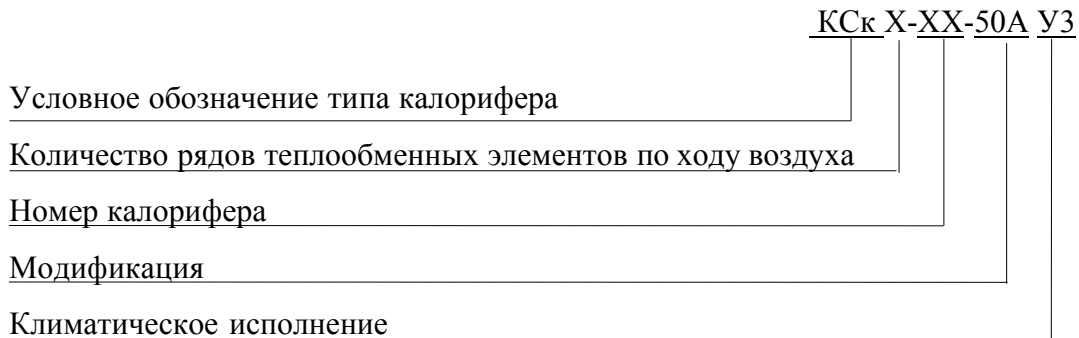 КСк Х-ХХ-50А У3
Условное обозначение типа калорифера
Количество рядов теплообменных элементов по ходу воздуха
Номер калорифера
Модификация
Климатическое исполнение